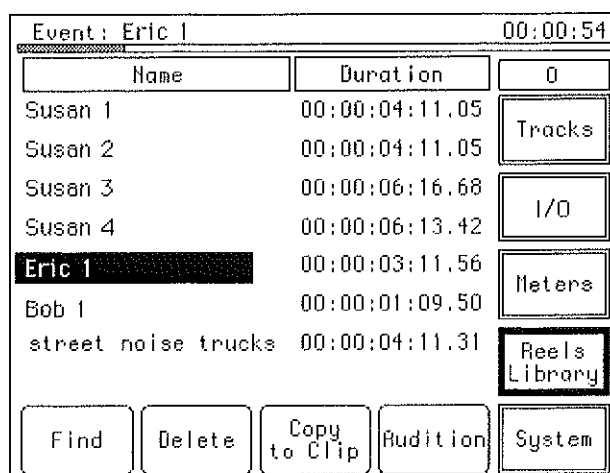 Event: Eric 1 00:00:54
Name Duration 0
Susan 1 00:00:04:11.05
Susan 2 00:00:04:11.05
Susan 3 00:00:06:16.68
Susan 4 00:00:06:13.42
Eric 1 00:00:03:11.56
Bob 1 00:00:01:09.50
street noise trucks 00:00:04:11.31
Tracks
I/O
Meters
Reels
Library
Find Delete Copy to Clip Audition System